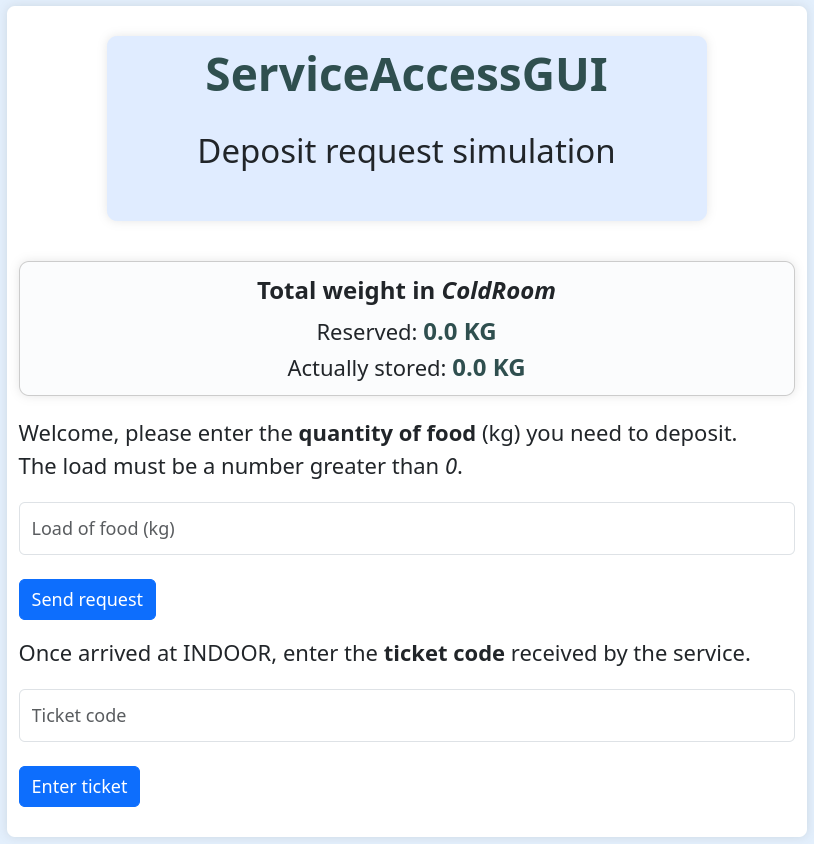 ServiceAccessGUI
Deposit request simulation
Total weight in ColdRoom
Reserved: 0.0 KG
Actually stored: 0.0 KG
Welcome, please enter the quantity of food (kg) you need to deposit.
The load must be a number greater than 0.
Load of food (kg)
Send request
Once arrived at INDOOR, enter the ticket code received by the service.
Ticket code
Enter ticket